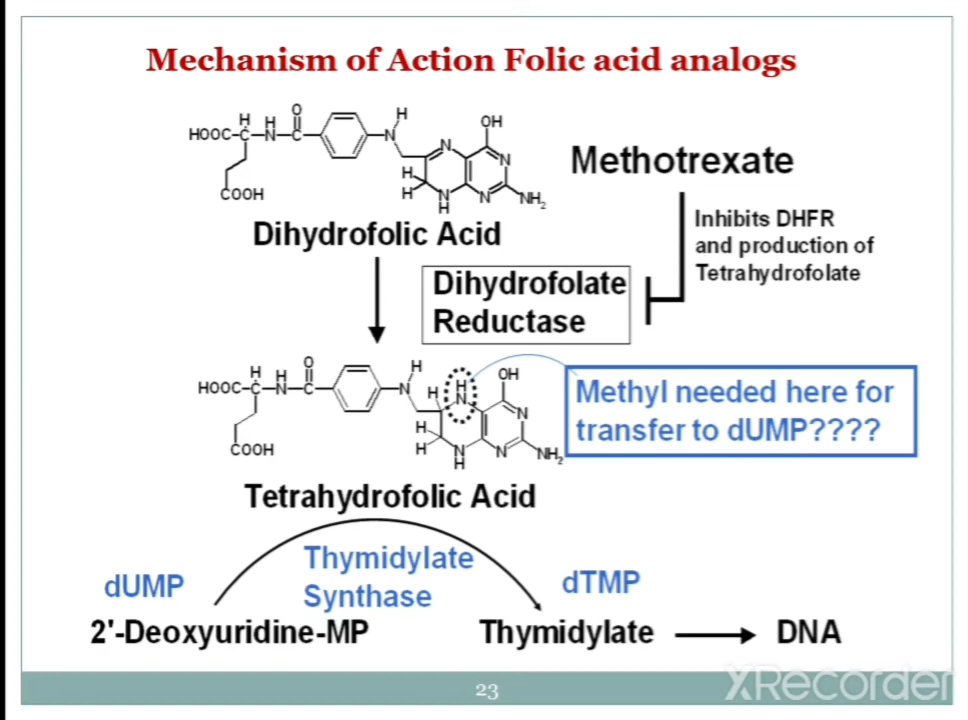 Mechanism of Action Folic acid analogs
HOOC-C-N-C
H
H
O
H
N
COOH
H
H
N
N
H
OH
N
N
NH2
Methotrexate
Inhibits DHFR
and production of
Tetrahydrofolate
Dihydrofolic Acid
Dihydrofolate
Reductase
HOOC-C-N-C
H
H
O
H
N
COOH
H
H
N
H
H
N
H
OH
N
N
NH2
Methyl needed here for
transfer to dUMP????
Tetrahydrofolic Acid
Thymidylate
Synthase
dUMP
dTMP
2'-Deoxyuridine-MP
Thymidylate
DNA
23
XRecorder